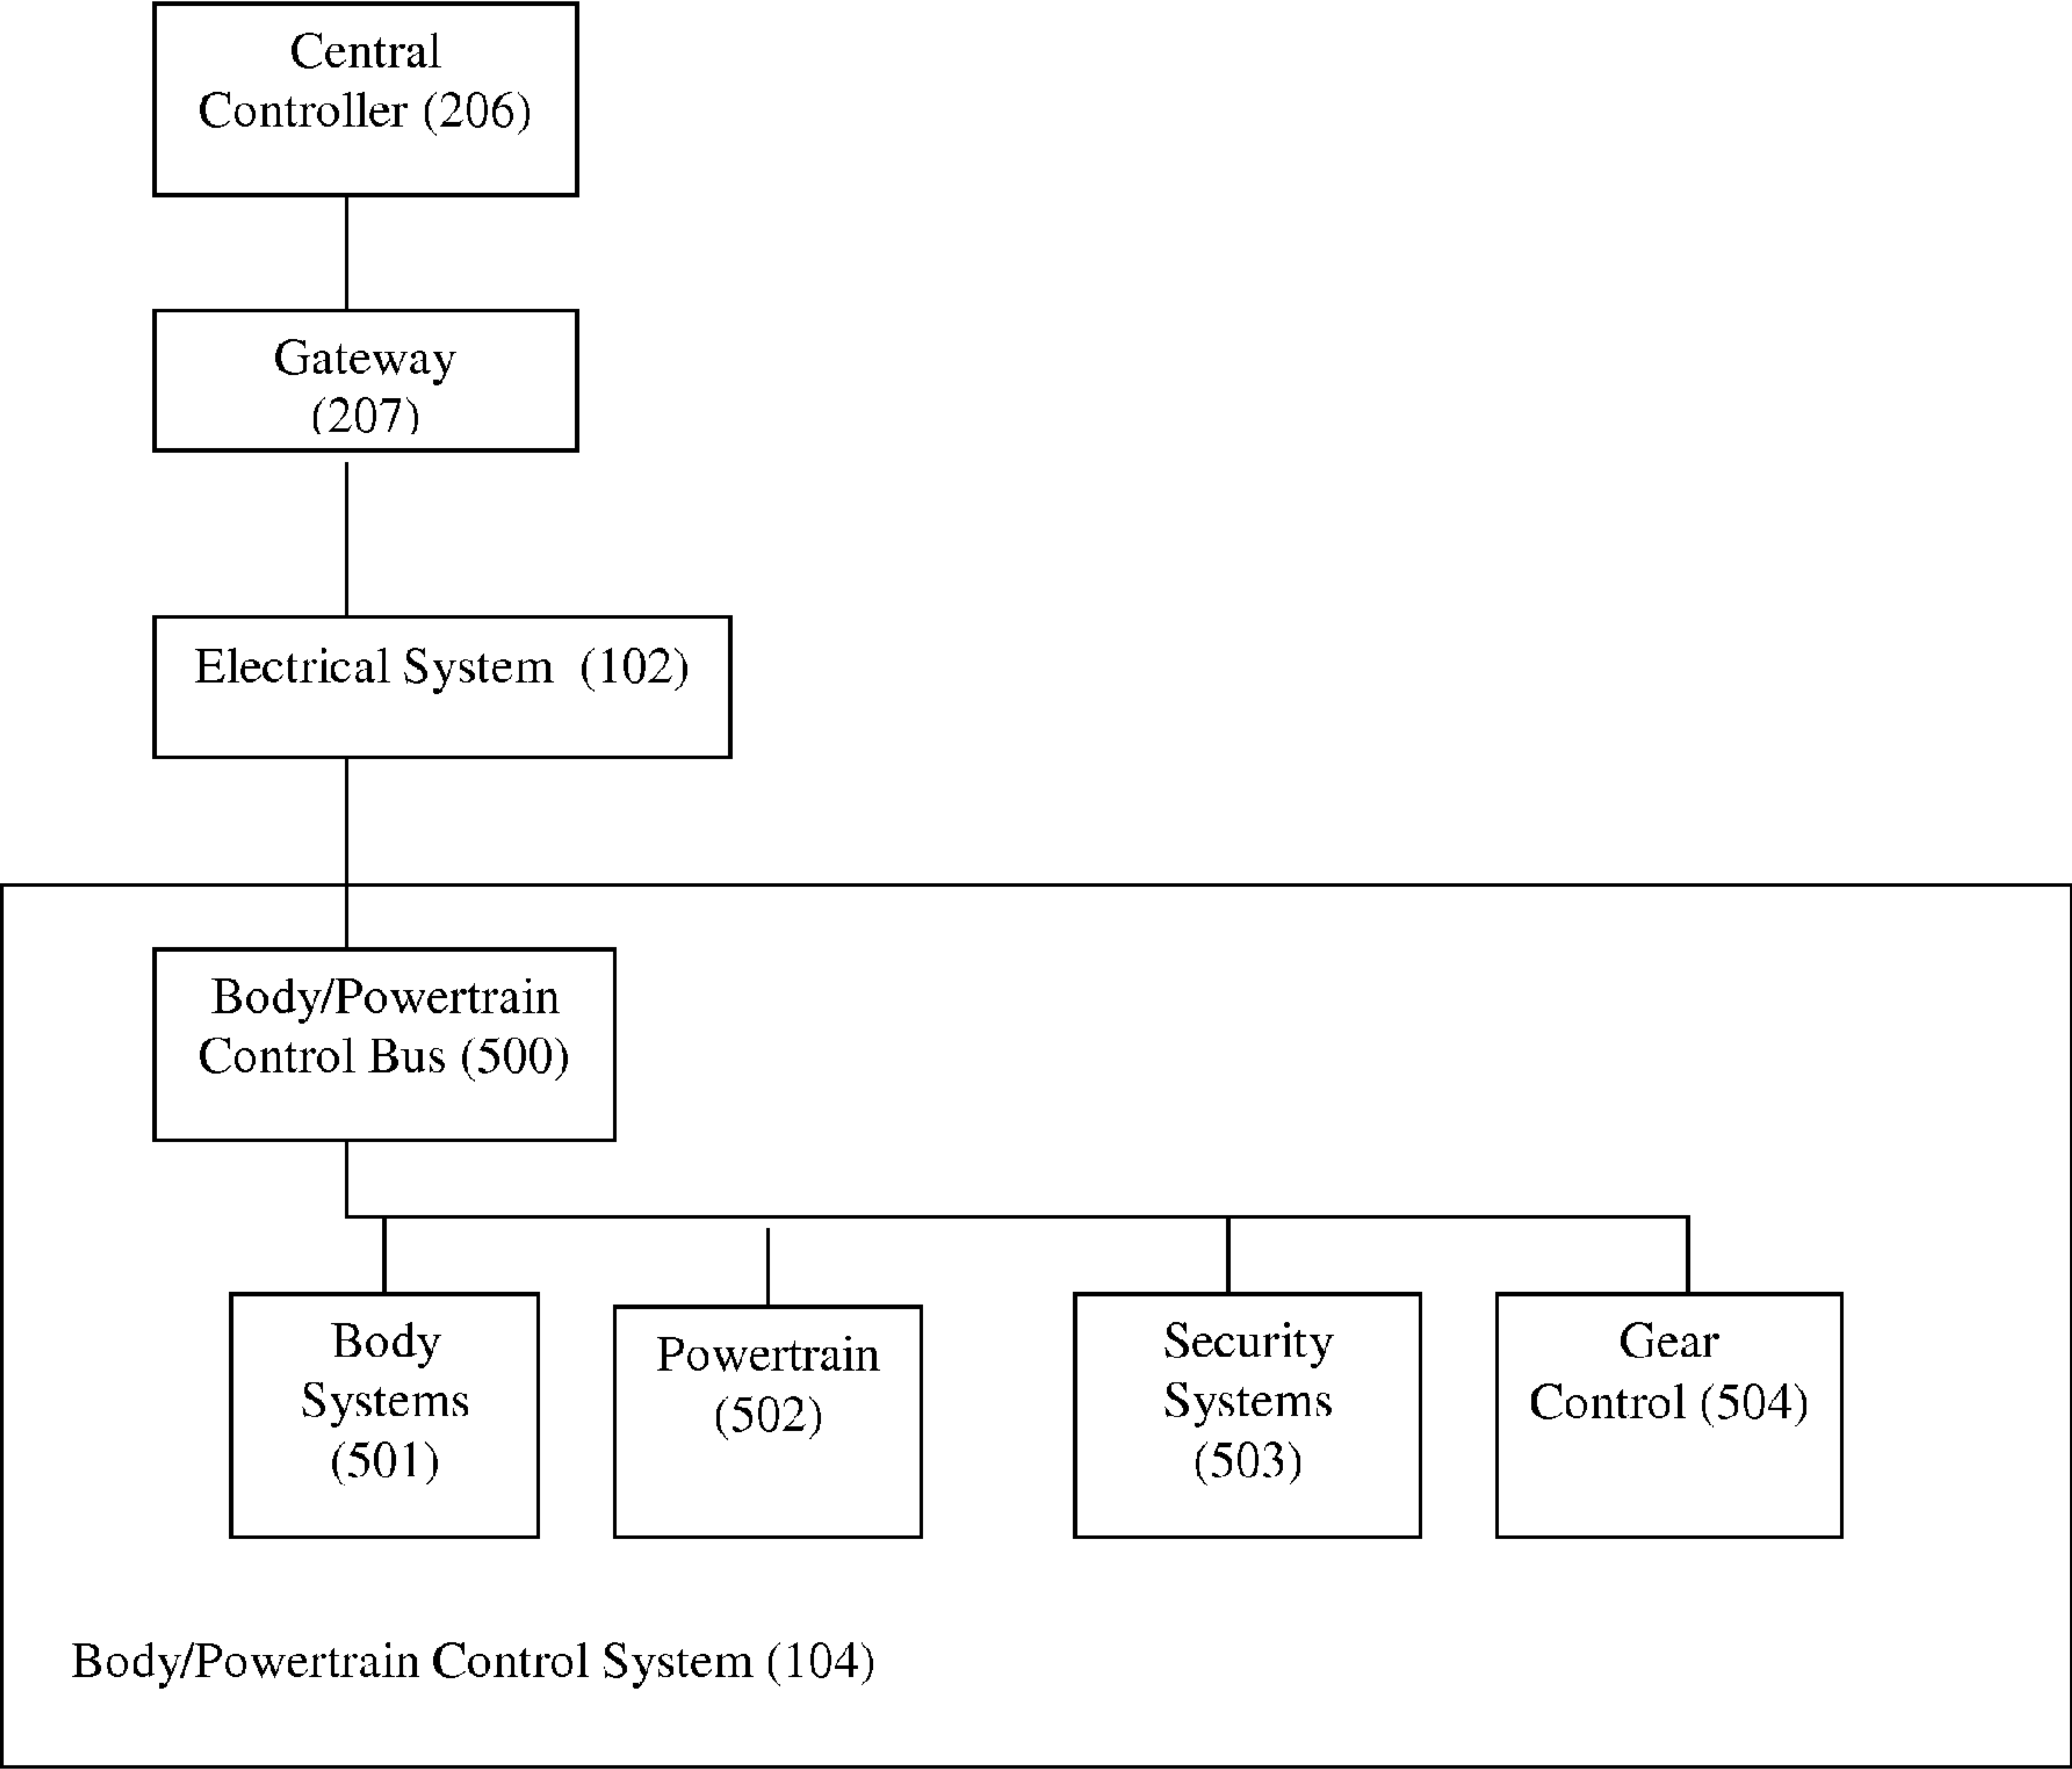 Central
Controller (206)
Gateway
(207)
Electrical System (102)
Body/Powertrain
Control Bus (500)
Body
Systems
(501)
Powertrain
(502)
Security
Systems
(503)
Gear
Control (504)
Body/Powertrain Control System (104)